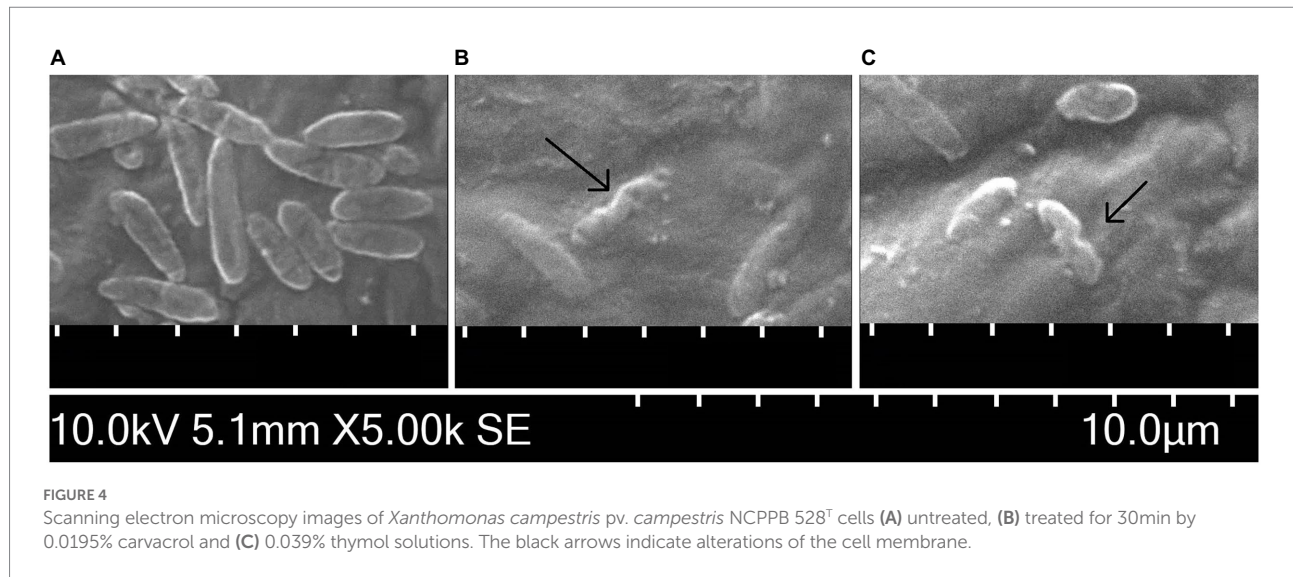 A
B
C
10.0kV 5.1mm X5.00k SE 10.0µm
FIGURE 4
Scanning electron microscopy images of Xanthomonas campestris pv. campestris NCPPB 528ᵀ cells (A) untreated, (B) treated for 30min by
0.0195% carvacrol and (C) 0.039% thymol solutions. The black arrows indicate alterations of the cell membrane.